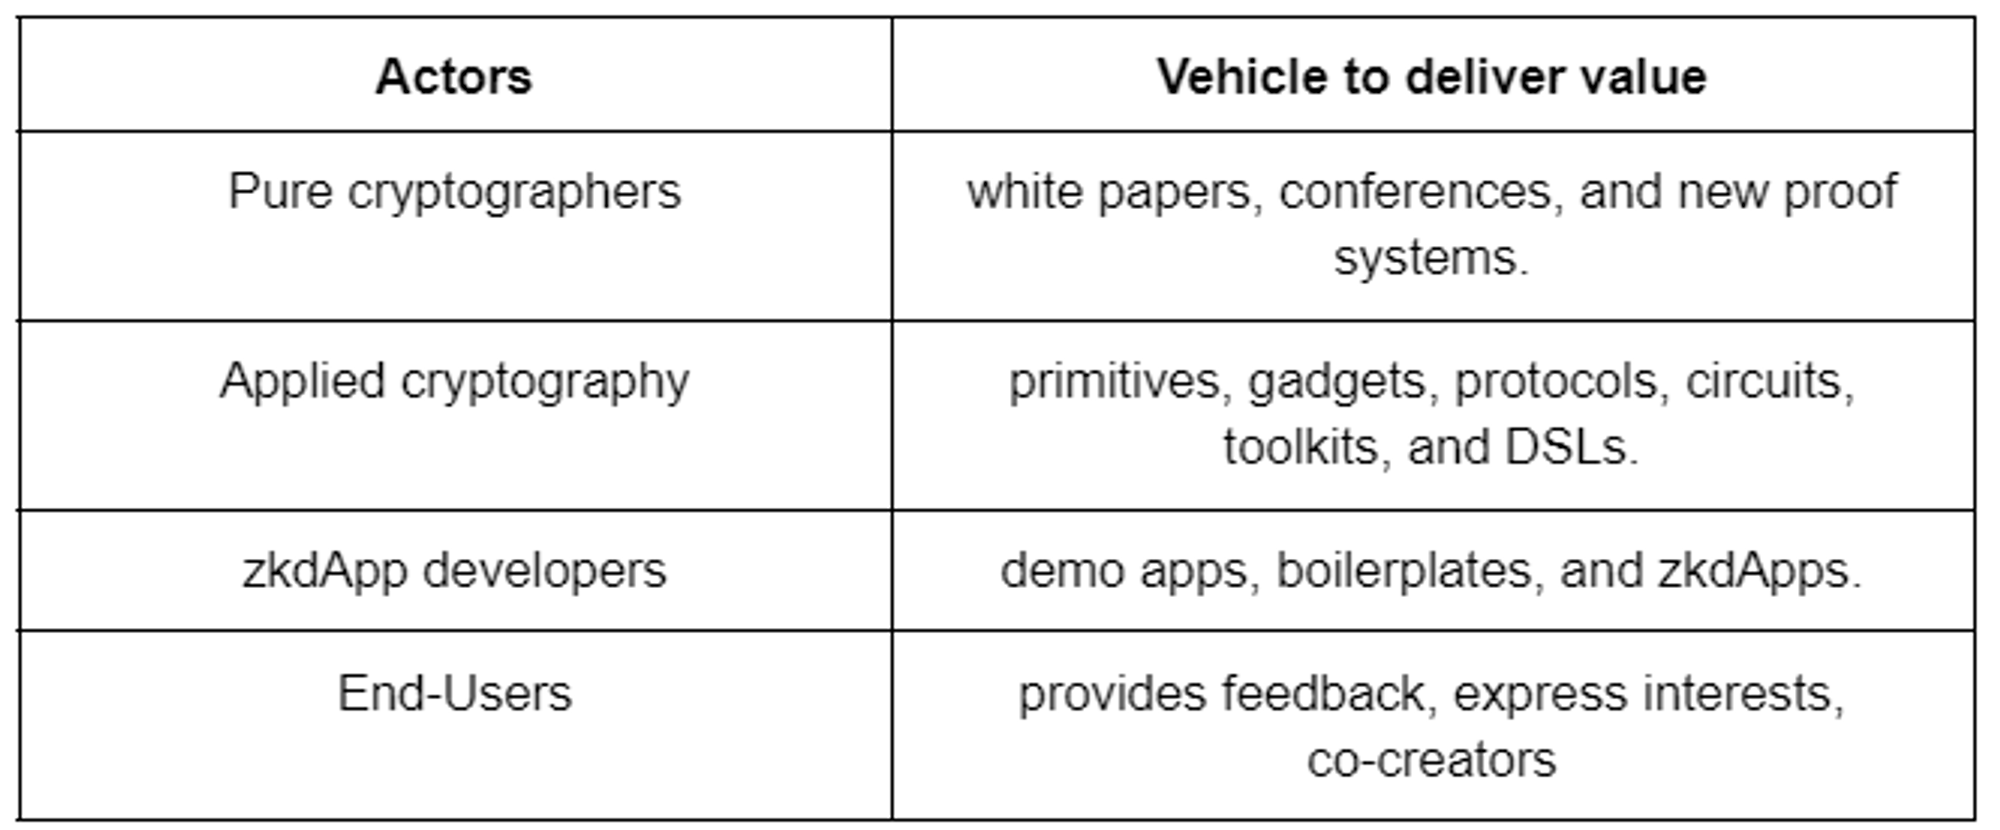 Actors
Vehicle to deliver value
Pure cryptographers
white papers, conferences, and new proof
systems.
Applied cryptography
primitives, gadgets, protocols, circuits,
toolkits, and DSLs.
zkdApp developers
demo apps, boilerplates, and zkdApps.
End-Users
provides feedback, express interests,
co-creators